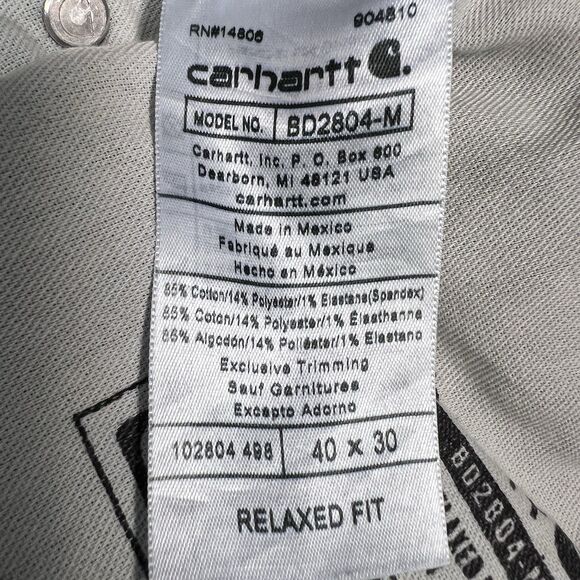 RN#14806 904810
carhartt
MODEL NO. BD2804-M
Carhartt, Inc. P. O. Box 600
Dearborn, MI 48121 USA
carhartt.com
Made in Mexico
Fabriqué au Mexique
Hecho en México
85% Cotton/14% Polyester/1% Elastane(Spandex)
85% Coton/14% Polyester/1% Élasthanne
85% Algodón/14% Poliéster/1% Elastano
Exclusive Trimming
Sauf Garnitures
Excepto Adorno
102804 498 40 x 30
RELAXED FIT
BD2804-